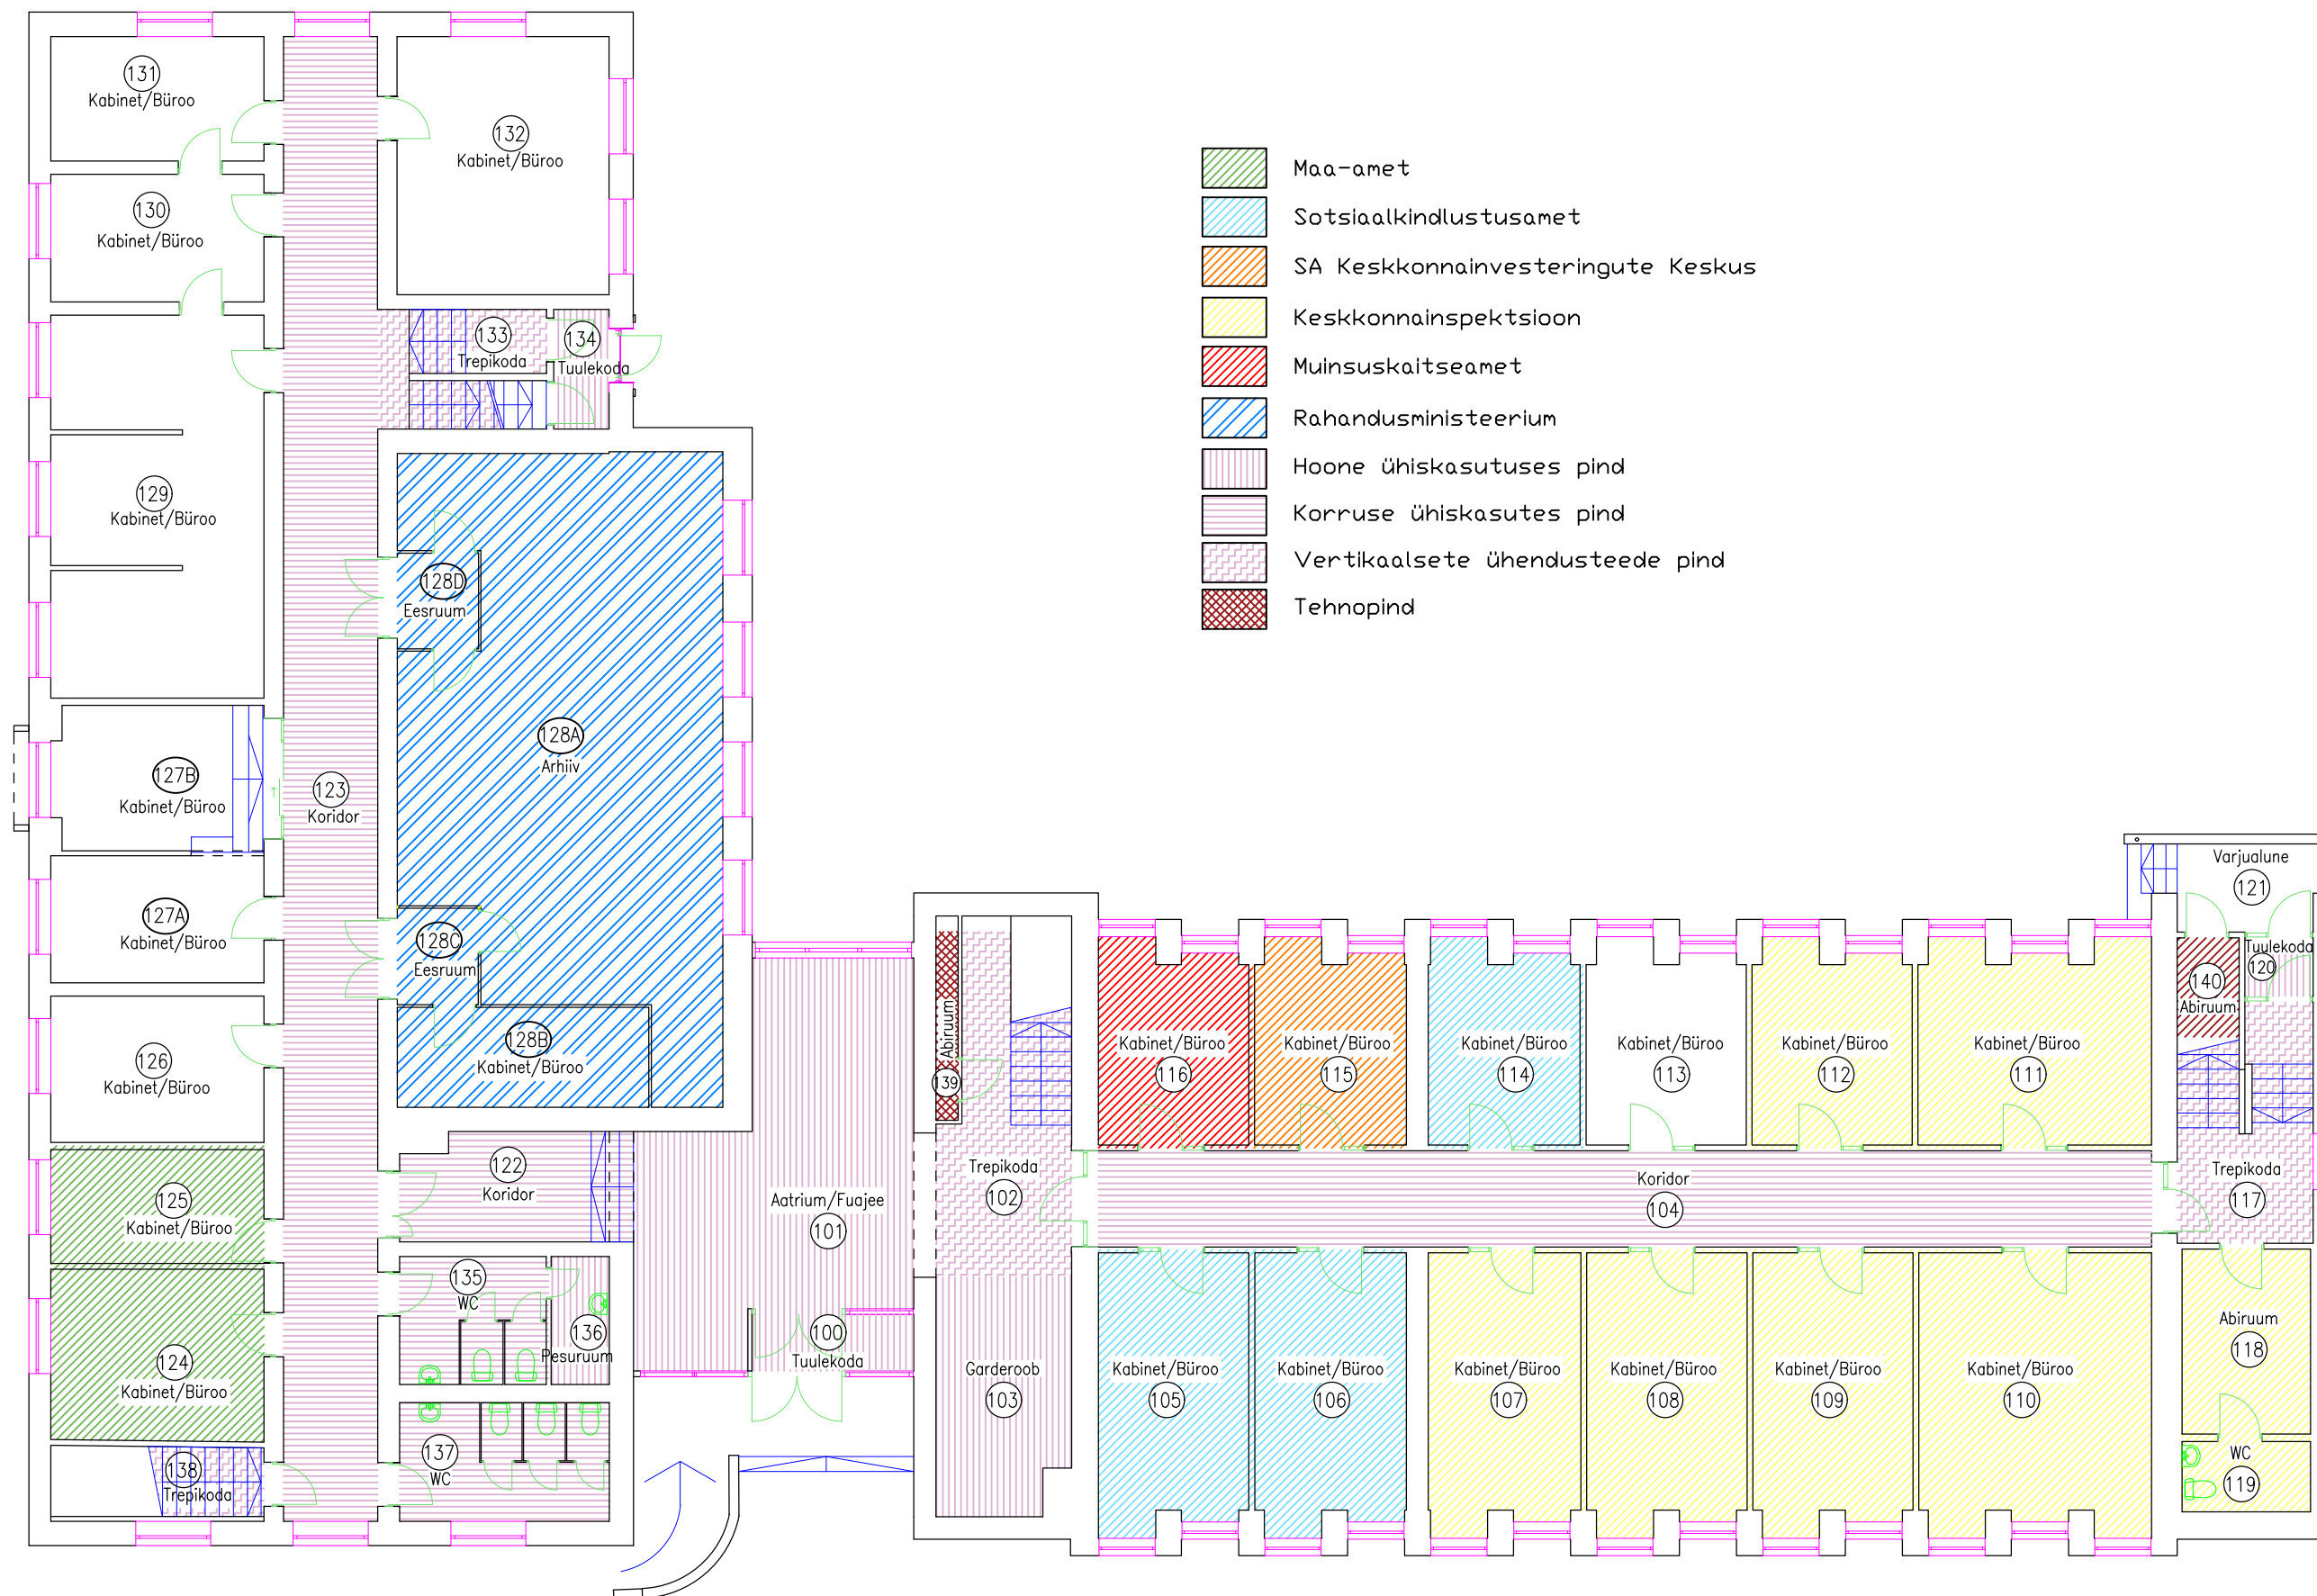 131
Kabinet/Büroo
132
Kabinet/Büroo
130
Kabinet/Büroo
133
Trepikoda
134
Tuulekoda
129
Kabinet/Büroo
128D
Eesruum
128A
Arhiiv
127B
Kabinet/Büroo
123
Koridor
127A
Kabinet/Büroo
128C
Eesruum
128B
Kabinet/Büroo
126
Kabinet/Büroo
122
Koridor
125
Kabinet/Büroo
135
WC
136
Pesuruum
124
Kabinet/Büroo
137
WC
138
Trepikoda
Maa-amet
Sotsiaalkindlustusamet
SA Keskkonnainvesteringute Keskus
Keskkonnainspektsioon
Muinsuskaitseamet
Rahandusministeerium
Hoone ühiskasutuses pind
Korruse ühiskasutes pind
Vertikaalsete ühendusteede pind
Tehnopind
Aatrium/Fuajee
101
100
Tuulekoda
Abiruum
139
Trepikoda
102
Garderoob
103
Kabinet/Büroo
116
Kabinet/Büroo
115
Kabinet/Büroo
114
Kabinet/Büroo
113
Kabinet/Büroo
112
Kabinet/Büroo
111
Koridor
104
Kabinet/Büroo
105
Kabinet/Büroo
106
Kabinet/Büroo
107
Kabinet/Büroo
108
Kabinet/Büroo
109
Kabinet/Büroo
110
Varjualune
121
Tuulekoda
120
140
Abiruum
Trepikoda
117
Abiruum
118
WC
119